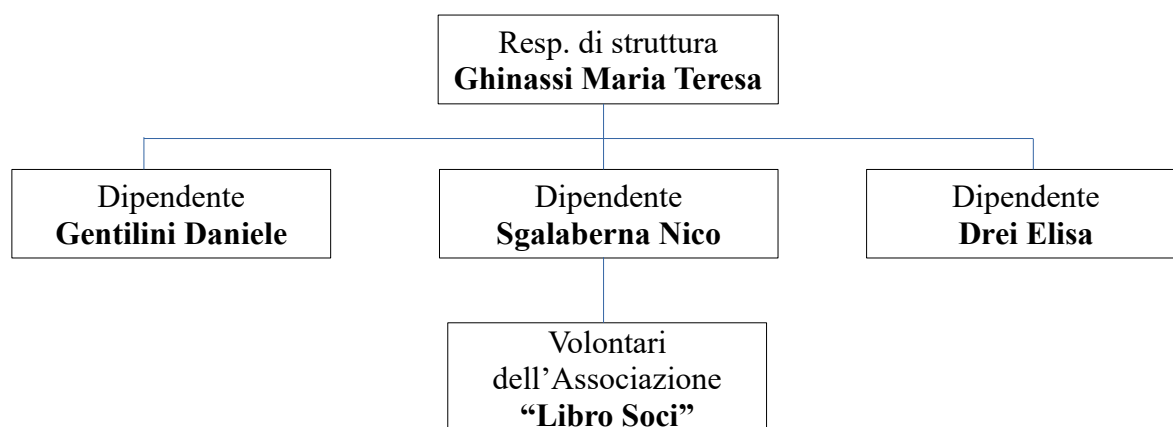 Resp. di struttura
Ghinassi Maria Teresa
Dipendente
Gentilini Daniele
Dipendente
Sgalaberna Nico
Dipendente
Drei Elisa
Volontari
dell’Associazione
“Libro Soci”